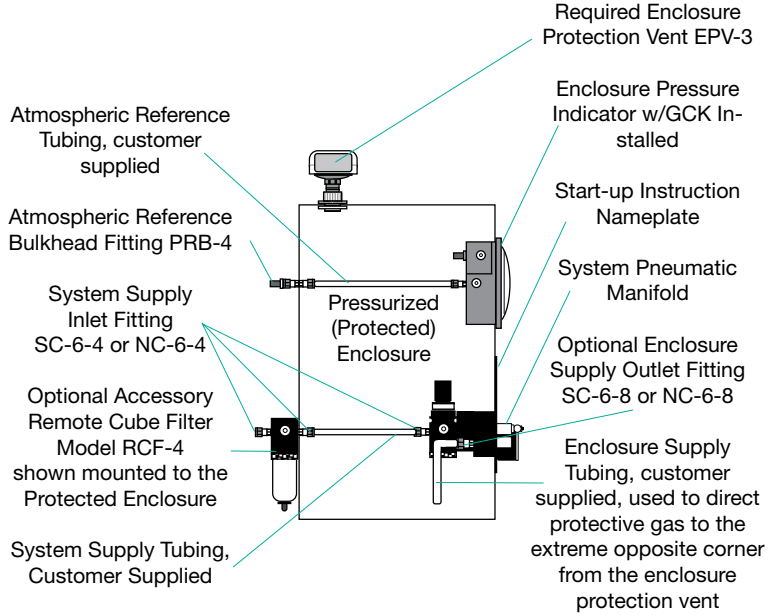 Required Enclosure
Protection Vent EPV-3
Enclosure Pressure
Indicator w/GCK In-
stalled
Atmospheric Reference
Tubing, customer
supplied
Start-up Instruction
Nameplate
Atmospheric Reference
Bulkhead Fitting PRB-4
System Pneumatic
Manifold
System Supply
Inlet Fitting
SC-6-4 or NC-6-4
Pressurized
(Protected)
Enclosure
Optional Enclosure
Supply Outlet Fitting
SC-6-8 or NC-6-8
Optional Accessory
Remote Cube Filter
Model RCF-4
shown mounted to the
Protected Enclosure
Enclosure Supply
Tubing, customer
supplied, used to direct
protective gas to the
extreme opposite corner
from the enclosure
protection vent
System Supply Tubing,
Customer Supplied